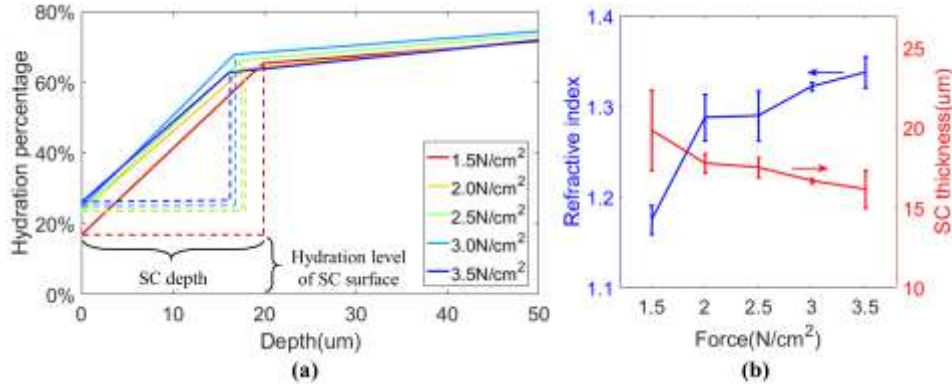 80%
60%
40%
20%
0%
Hydration percentage
1.5N/cm2
2.0N/cm2
2.5N/cm2
3.0N/cm2
3.5N/cm2
SC depth
Hydration level
of SC surface
0
10
20
30
40
50
Depth(um)
(a)
1.4
1.3
1.2
1.1
Refractive index
25
20
15
10
SC thickness(um)
1.5
2
2.5
3
3.5
Force(N/cm2)
(b)